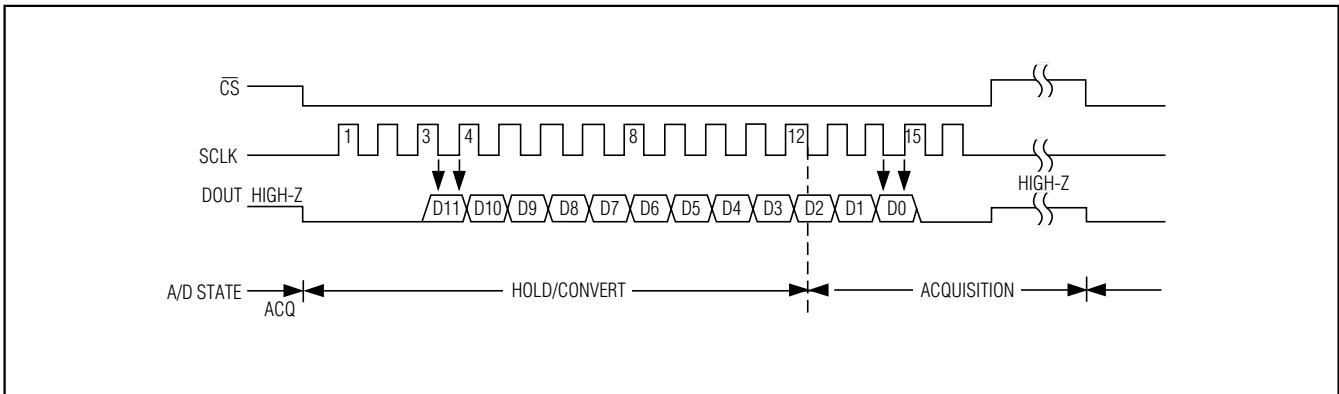 CS
1 3 4 8 12 15
SCLK
HIGH-Z
DOUT HIGH-Z
D11 D10 D9 D8 D7 D6 D5 D4 D3 D2 D1 D0
A/D STATE
ACQ
HOLD/CONVERT
ACQUISITION